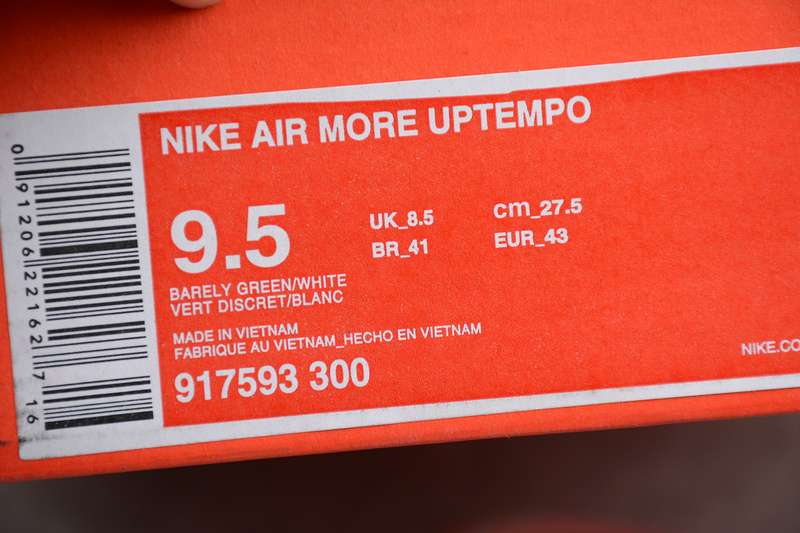 NIKE AIR MORE UPTEMPO
9.5
UK_8.5
cm_27.5
BR_41
EUR_43
BARELY GREEN/WHITE
VERT DISCRET/BLANC
MADE IN VIETNAM
FABRIQUE AU VIETNAM_HECHO EN VIETNAM
917593 300
NIKE.CO
0 91206 22162 7 16